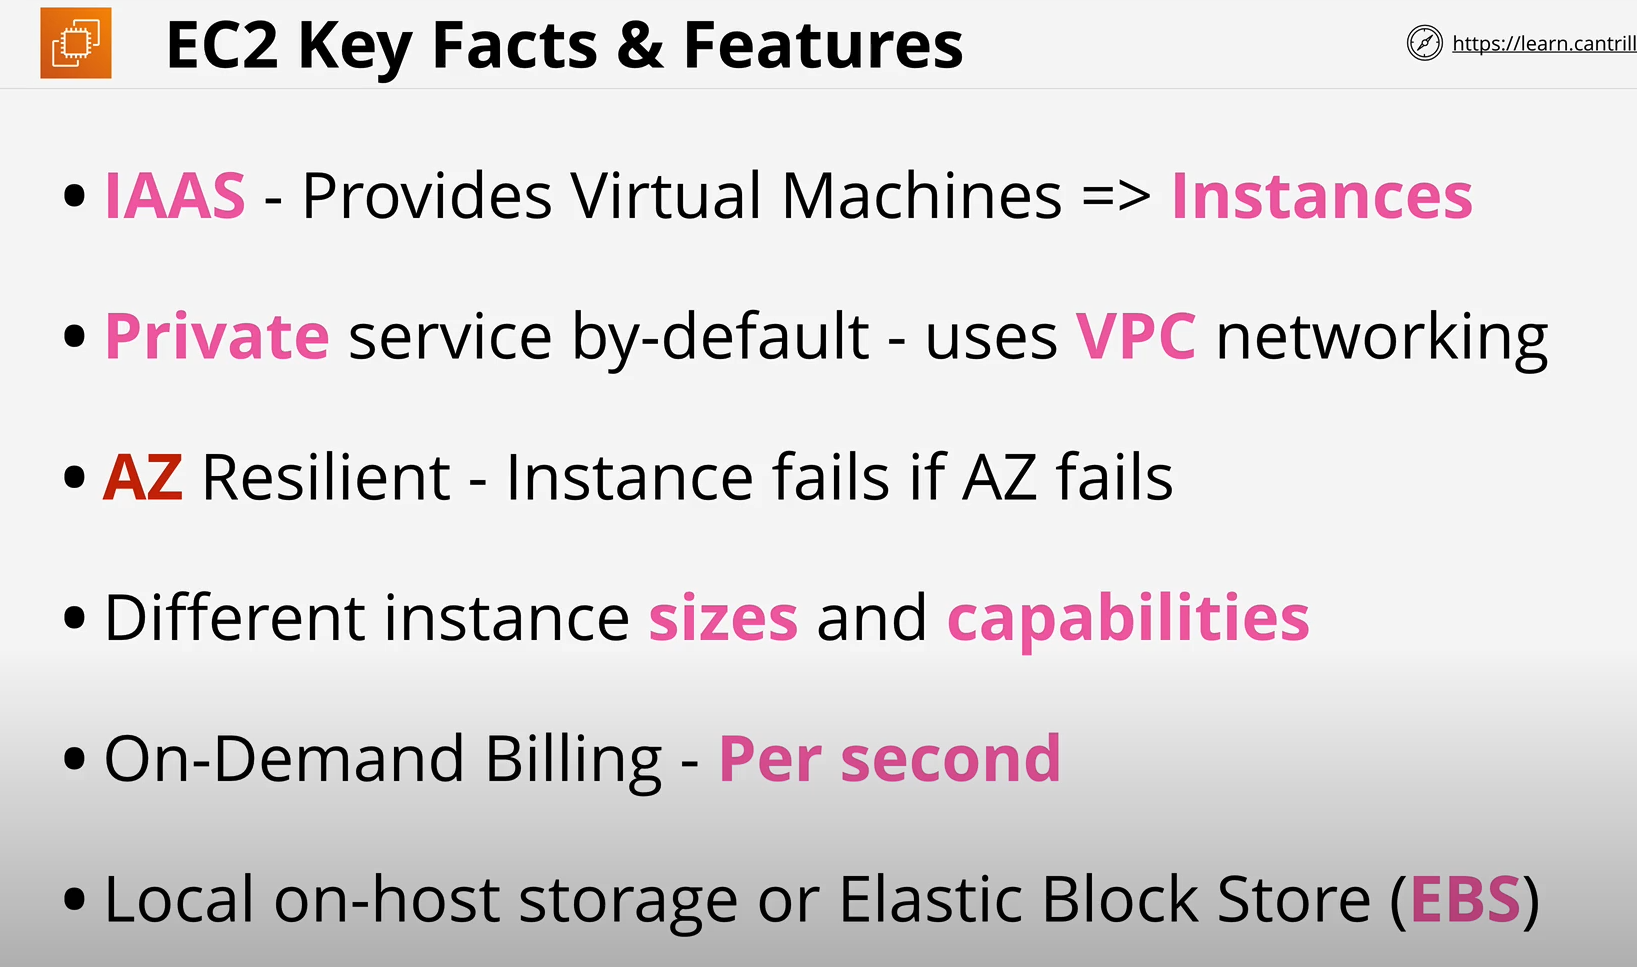 EC2 Key Facts & Features
https://learn.cantrill
• IAAS - Provides Virtual Machines => Instances
• Private service by-default - uses VPC networking
• AZ Resilient - Instance fails if AZ fails
• Different instance sizes and capabilities
• On-Demand Billing - Per second
• Local on-host storage or Elastic Block Store (EBS)